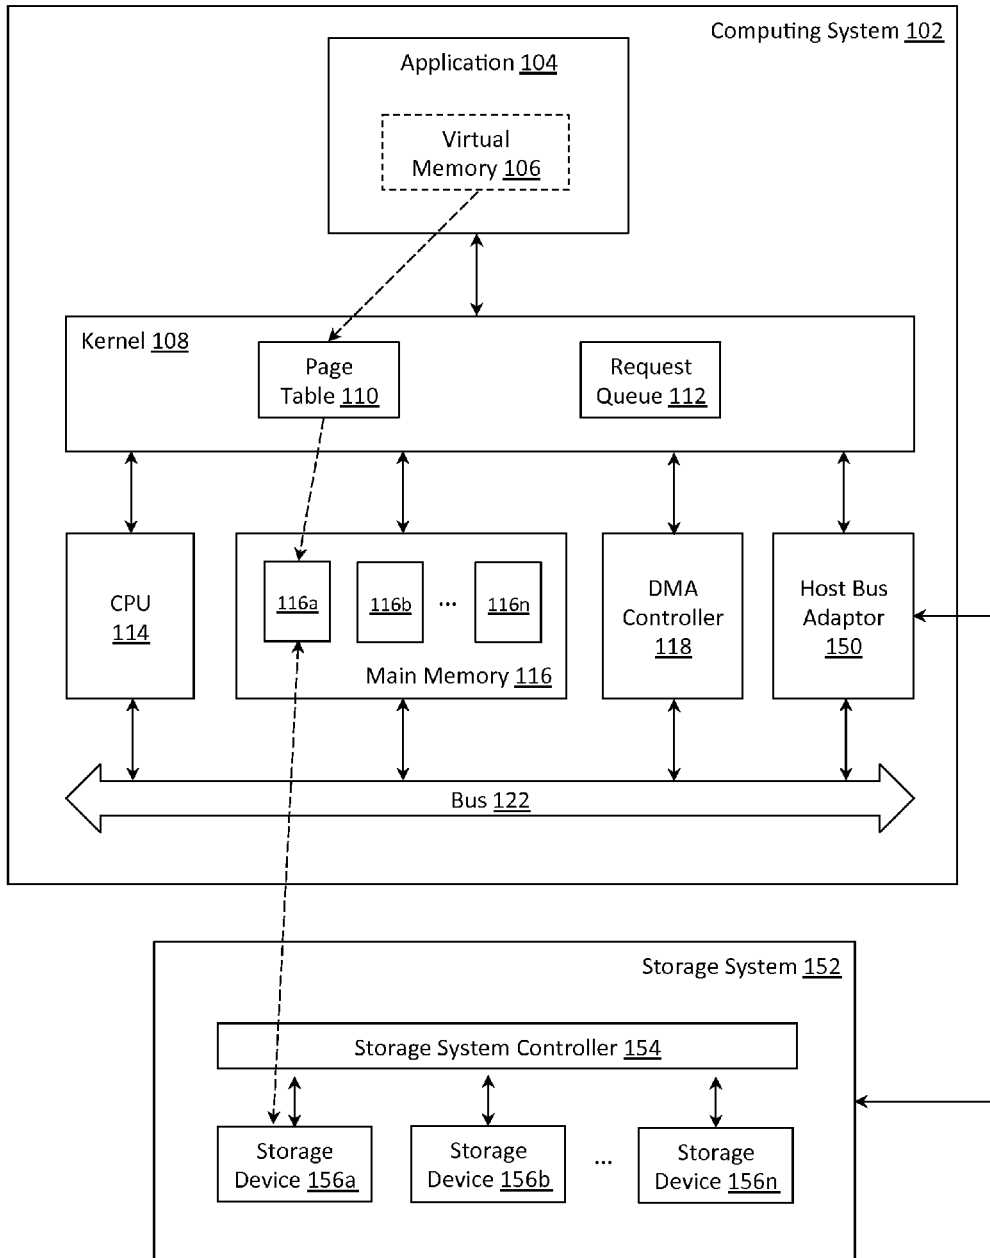 Computing System 102
Application 104
Virtual
Memory 106
Kernel 108
Page
Table 110
Request
Queue 112
CPU
114
116a
116b
...
116n
Main Memory 116
DMA
Controller
118
Host Bus
Adaptor
150
Bus 122
Storage System 152
Storage System Controller 154
Storage
Device 156a
Storage
Device 156b
...
Storage
Device 156n